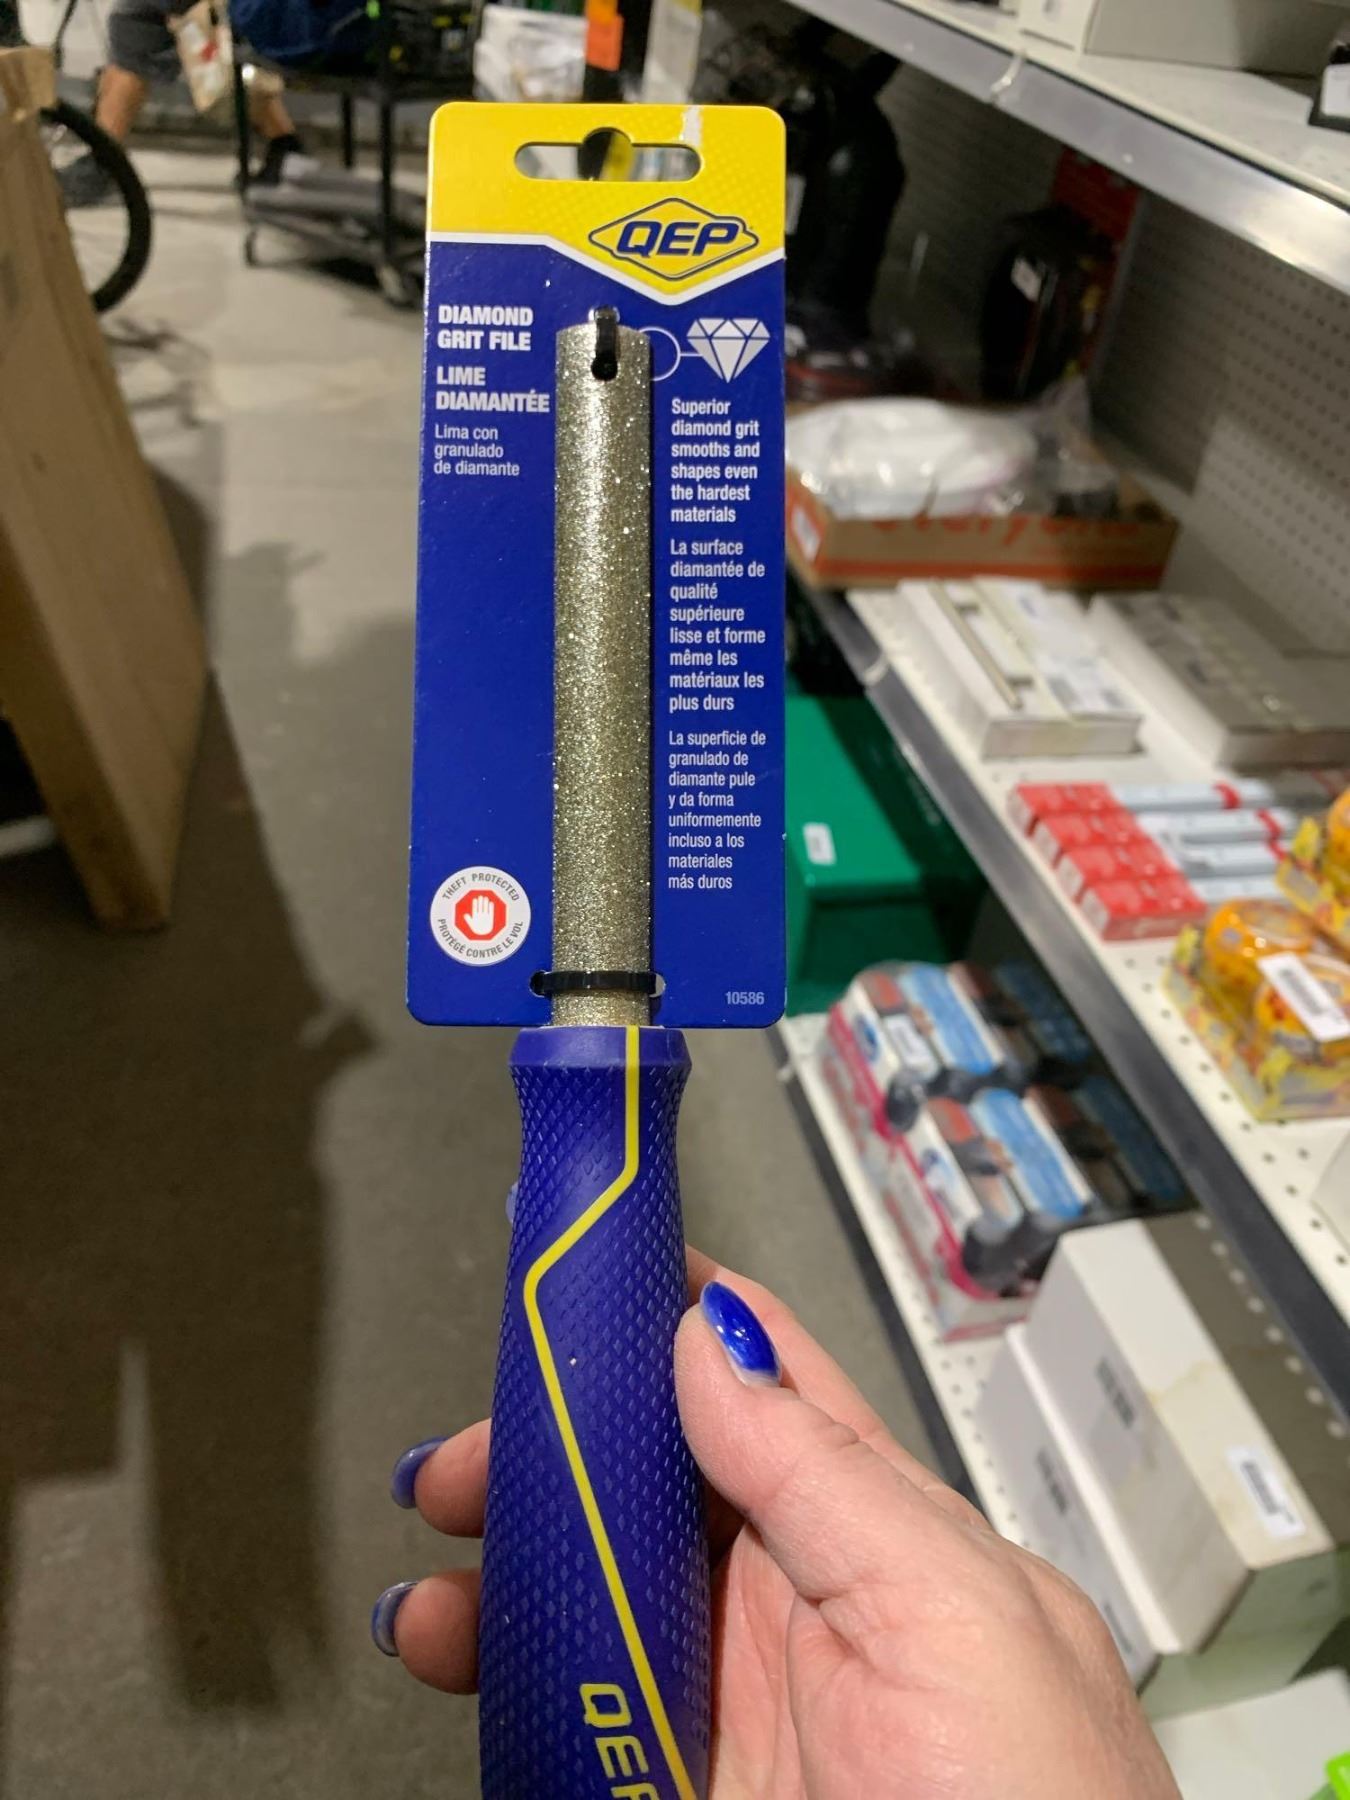 QEP
DIAMOND
GRIT FILE
LIME
DIAMANTÉE
Lima con
granulado
de diamante
Superior
diamond grit
smooths and
shapes even
the hardest
materials
La surface
diamantée de
qualité
supérieure
lisse et forme
même les
matériaux les
plus durs
La superficie de
granulado de
diamante pule
y da forma
uniformemente
incluso a los
materiales
más duros
THEFT PROTECTED
PROTÉGÉ CONTRE LE VOL
10586
QEP